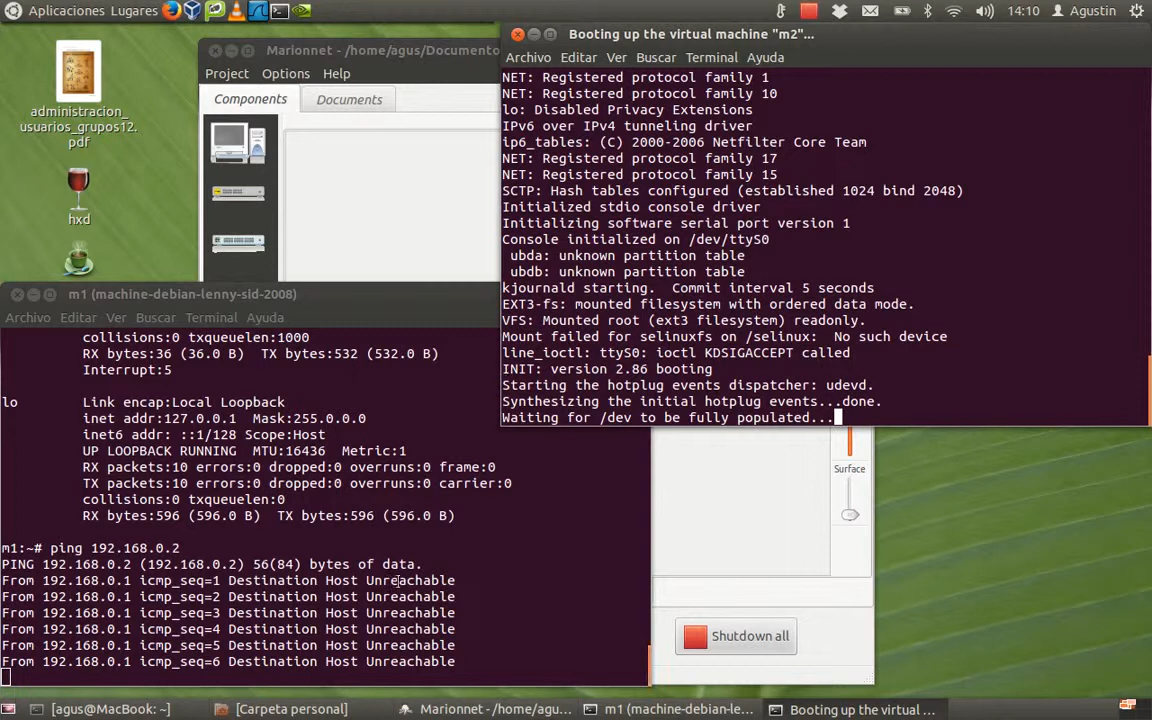 Aplicaciones Lugares
14:10
Agustin
administracion_
usuarios_grupos12.
pdf
hxd
Marionnet - /home/agus/Documento
Project Options Help
Components Documents
Booting up the virtual machine "m2"...
Archivo Editar Ver Buscar Terminal Ayuda
NET: Registered protocol family 1
NET: Registered protocol family 10
lo: Disabled Privacy Extensions
IPv6 over IPv4 tunneling driver
ip6_tables: (C) 2000-2006 Netfilter Core Team
NET: Registered protocol family 17
NET: Registered protocol family 15
SCTP: Hash tables configured (established 1024 bind 2048)
Initialized stdio console driver
Initializing software serial port version 1
Console initialized on /dev/ttyS0
ubda: unknown partition table
ubdb: unknown partition table
kjournald starting.  Commit interval 5 seconds
EXT3-fs: mounted filesystem with ordered data mode.
VFS: Mounted root (ext3 filesystem) readonly.
Mount failed for selinuxfs on /selinux:  No such device
line_ioctl: ttyS0: ioctl KDSIGACCEPT called
INIT: version 2.86 booting
Starting the hotplug events dispatcher: udevd.
Synthesizing the initial hotplug events...done.
Waiting for /dev to be fully populated...
m1 (machine-debian-lenny-sid-2008)
Archivo Editar Ver Buscar Terminal Ayuda
collisions:0 txqueuelen:1000
RX bytes:36 (36.0 B)  TX bytes:532 (532.0 B)
Interrupt:5
lo Link encap:Local Loopback
inet addr:127.0.0.1  Mask:255.0.0.0
inet6 addr: ::1/128 Scope:Host
UP LOOPBACK RUNNING  MTU:16436  Metric:1
RX packets:10 errors:0 dropped:0 overruns:0 frame:0
TX packets:10 errors:0 dropped:0 overruns:0 carrier:0
collisions:0 txqueuelen:0
RX bytes:596 (596.0 B)  TX bytes:596 (596.0 B)
m1:~# ping 192.168.0.2
PING 192.168.0.2 (192.168.0.2) 56(84) bytes of data.
From 192.168.0.1 icmp_seq=1 Destination Host Unreachable
From 192.168.0.1 icmp_seq=2 Destination Host Unreachable
From 192.168.0.1 icmp_seq=3 Destination Host Unreachable
From 192.168.0.1 icmp_seq=4 Destination Host Unreachable
From 192.168.0.1 icmp_seq=5 Destination Host Unreachable
From 192.168.0.1 icmp_seq=6 Destination Host Unreachable
Surface
Shutdown all
[agus@MacBook: ~]
[Carpeta personal]
Marionnet - /home/agus/...
m1 (machine-debian-le...
Booting up the virtual ...